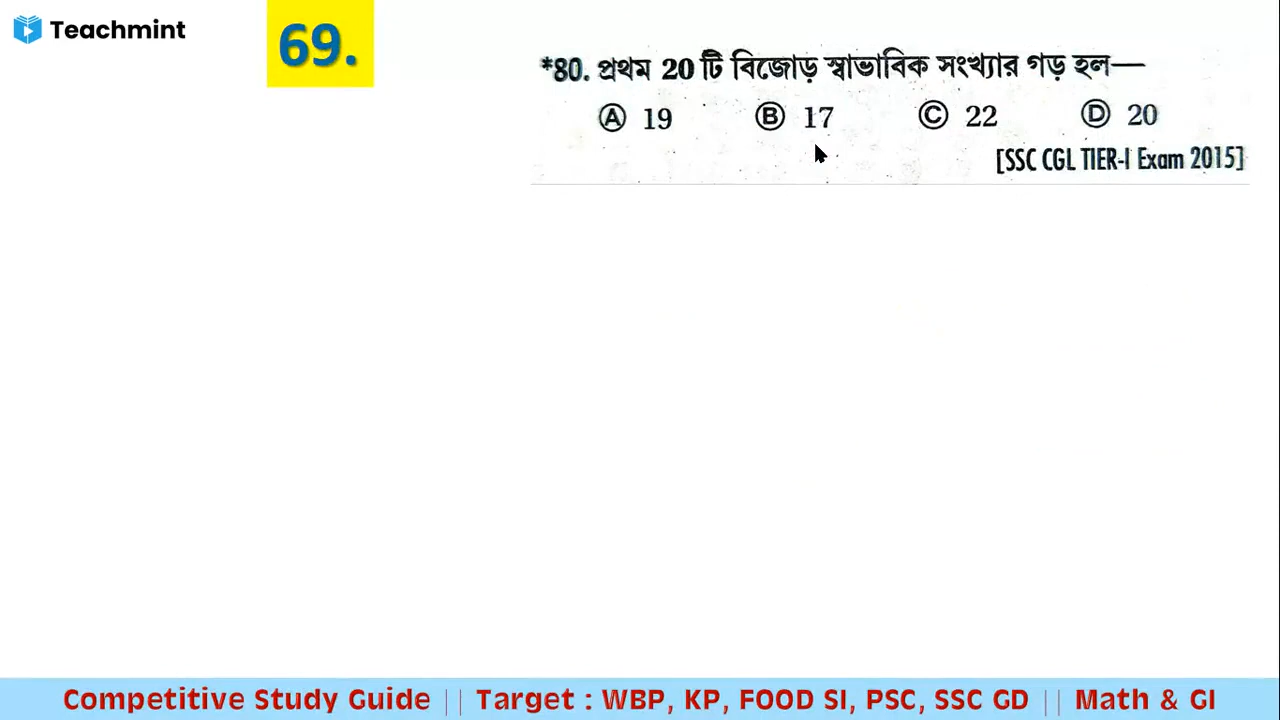 Teachmint
69.
*80. প্রথম 20 টি বিজোড় স্বাভাবিক সংখ্যার গড় হল—
Ⓐ 19 Ⓑ 17 Ⓒ 22 Ⓓ 20
[SSC CGL TIER-I Exam 2015]
Competitive Study Guide || Target : WBP, KP, FOOD SI, PSC, SSC GD || Math & GI